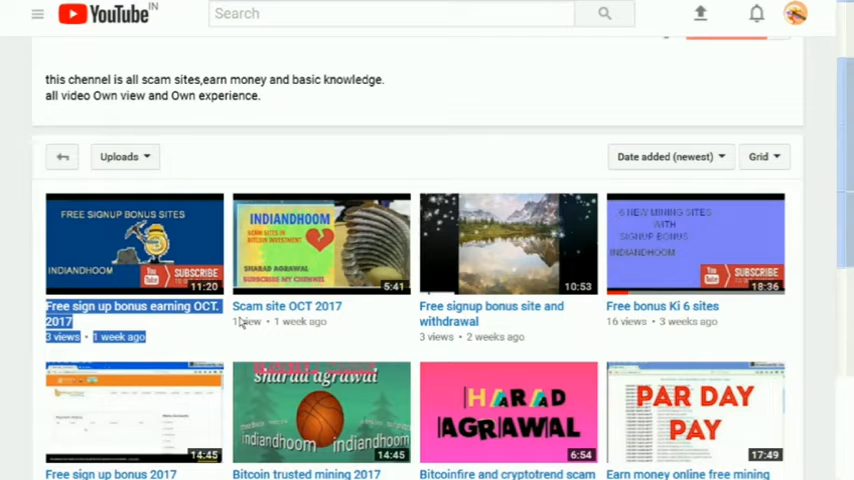 YouTube IN
Search
this chennel is all scam sites,earn money and basic knowledge.
all video Own view and Own experience.
Uploads
Date added (newest)
Grid
FREE SIGNUP BONUS SITES
INDIANDHOOM
You Tube SUBSCRIBE
11:20
INDIANDHOOM
SCAM SITES IN
BITCOIN INVESTMENT
SHARAD AGRAWAL
SUBSCRIBE MY CHANNEL
5:41
10:53
6 NEW MINING SITES
WITH
SIGNUP BONUS
INDIANDHOOM
You Tube SUBSCRIBE
18:36
Free sign up bonus earning OCT.
2017
3 views • 1 week ago
Scam site OCT 2017
1 view • 1 week ago
Free signup bonus site and
withdrawal
3 views • 2 weeks ago
Free bonus Ki 6 sites
16 views • 3 weeks ago
14:45
sharad agrawal
indiandhoom indiandhoom
14:45
HARAD
AGRAWAL
6:54
PAR DAY
PAY
17:49
Free sign up bonus 2017
Bitcoin trusted mining 2017
Bitcoinfire and cryptotrend scam
Earn money online free mining